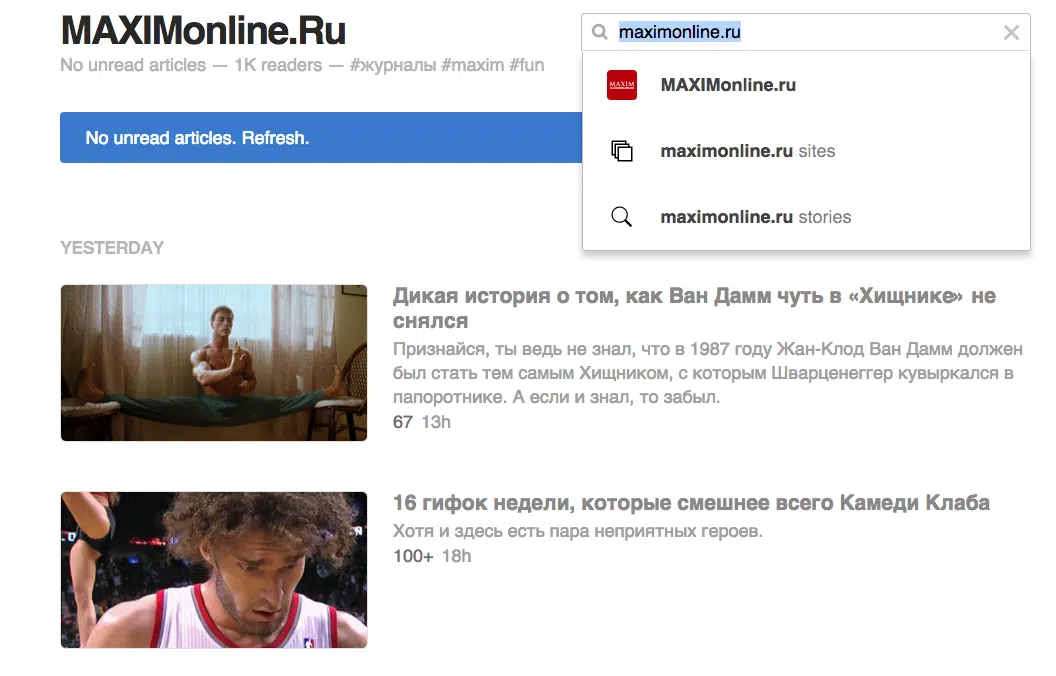 MAXIMonline.Ru
No unread articles — 1K readers — #журналы #maxim #fun
maximonline.ru
MAXIM
MAXIMonline.ru
maximonline.ru sites
maximonline.ru stories
No unread articles. Refresh.
YESTERDAY
Дикая история о том, как Ван Дамм чуть в «Хищнике» не
снялся
Признайся, ты ведь не знал, что в 1987 году Жан-Клод Ван Дамм должен
был стать тем самым Хищником, с которым Шварценеггер кувыркался в
папоротнике. А если и знал, то забыл.
67 13h
16 гифок недели, которые смешнее всего Камеди Клаба
Хотя и здесь есть пара неприятных героев.
100+ 18h